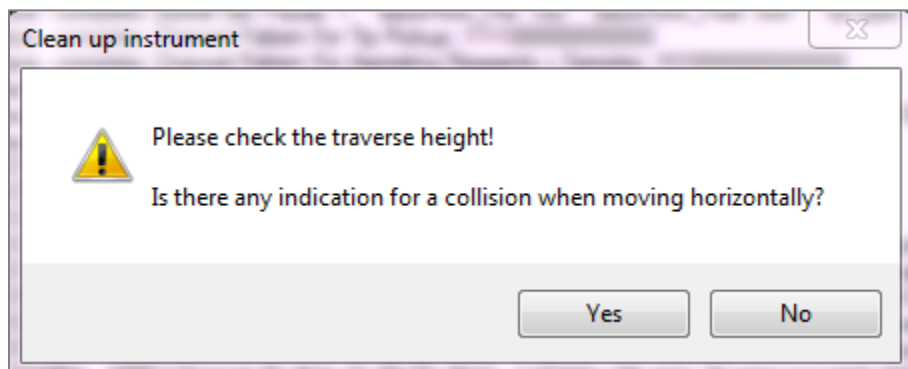 Clean up instrument
Please check the traverse height!
Is there any indication for a collision when moving horizontally?
Yes
No